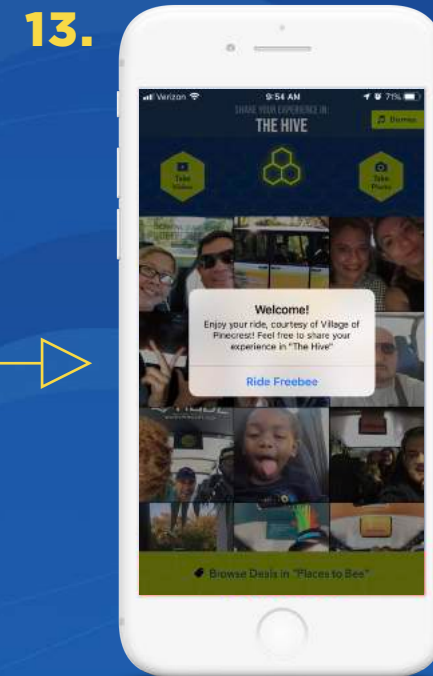 13.
Verizon 9:54 AM 71%
SHARE YOUR EXPERIENCE IN:
THE HIVE
Dismiss
Take
Video
Take
Photo
Welcome!
Enjoy your ride, courtesy of Village of
Pinecrest! Feel free to share your
experience in "The Hive"
Ride Freebee
Browse Deals in "Places to Bee"